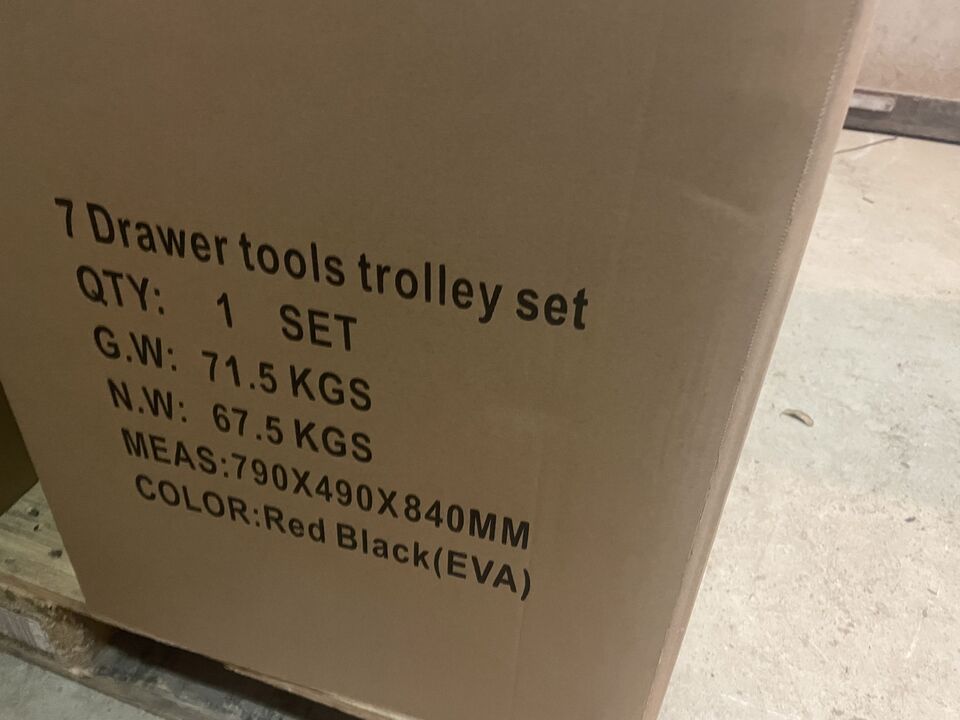 7 Drawer tools trolley set
QTY: 1 SET
G.W: 71.5 KGS
N.W: 67.5 KGS
MEAS:790X490X840MM
COLOR:Red Black(EVA)